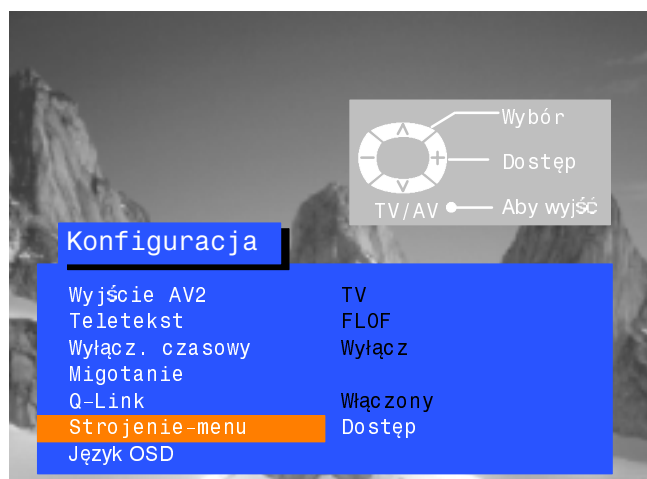 Wybór
Dostęp
TV/AV Aby wyjść
Konfiguracja
Wyjście AV2 TV
Teletekst FLOF
Wyłącz. czasowy Wyłącz
Migotanie
Q-Link Włączony
Strojenie-menu Dostęp
Język OSD